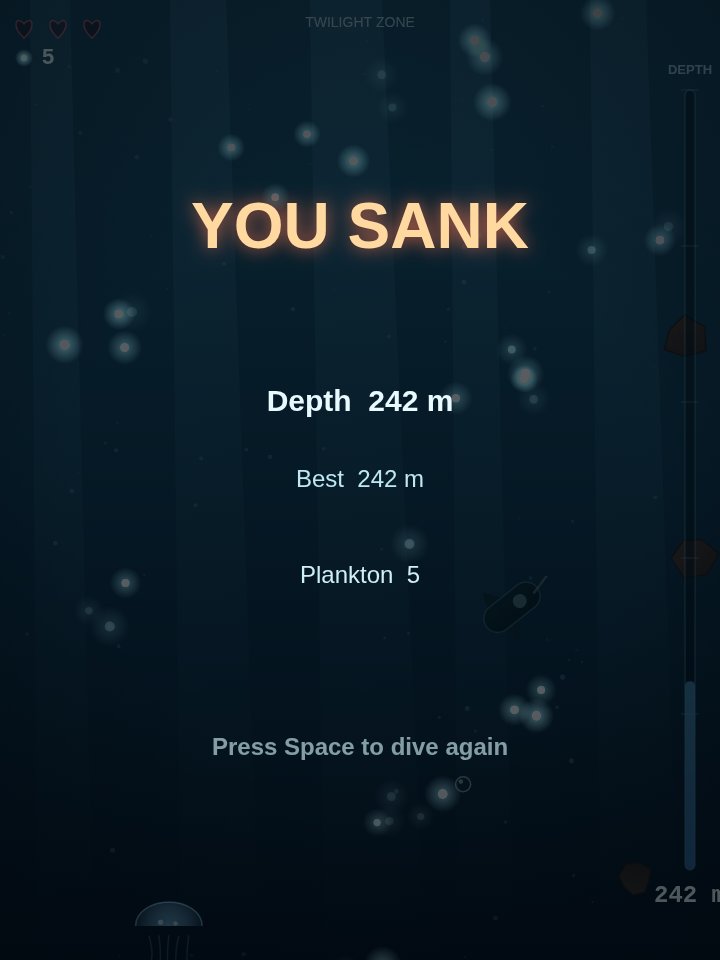 TWILIGHT ZONE
5
DEPTH
YOU SANK
Depth 242 m
Best 242 m
Plankton 5
Press Space to dive again
242 m